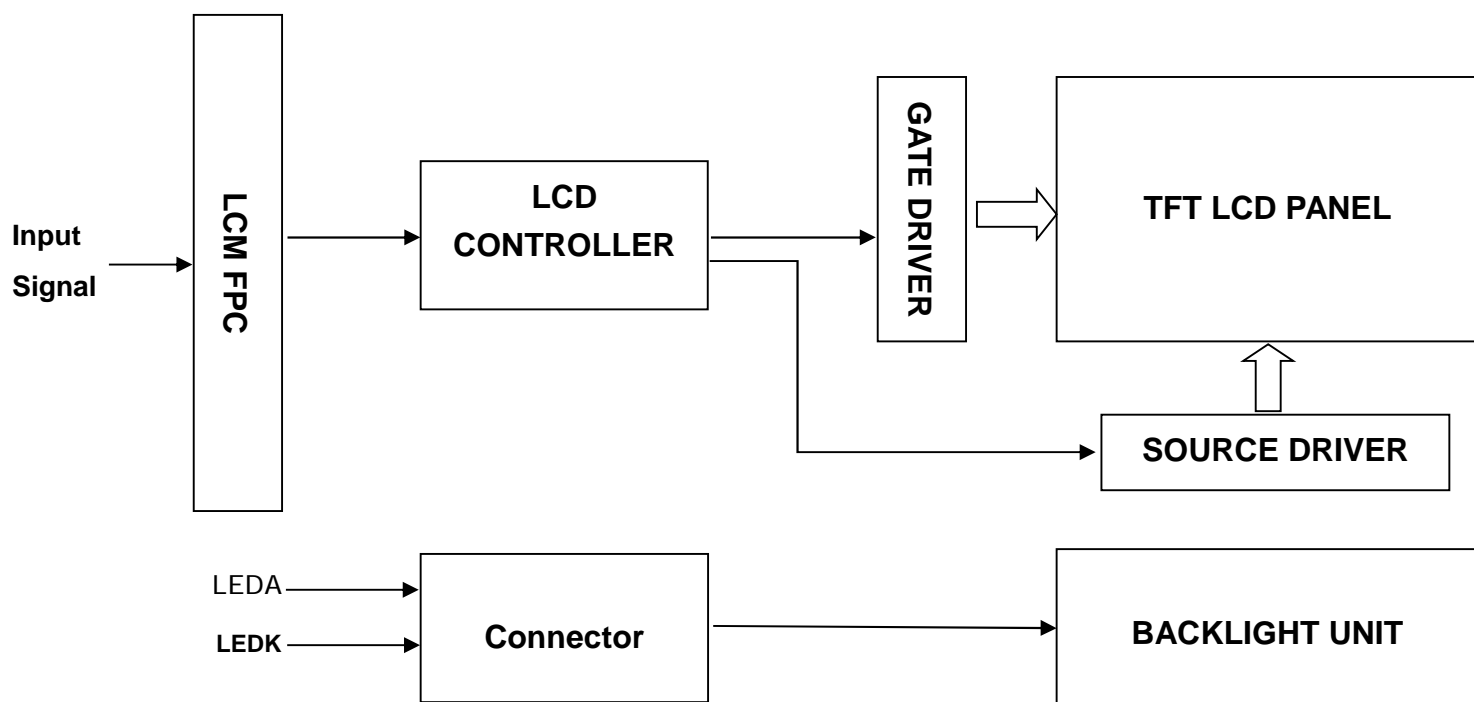 Input
Signal
LCM FPC
LCD
CONTROLLER
GATE DRIVER
TFT LCD PANEL
SOURCE DRIVER
LEDA
LEDK
Connector
BACKLIGHT UNIT